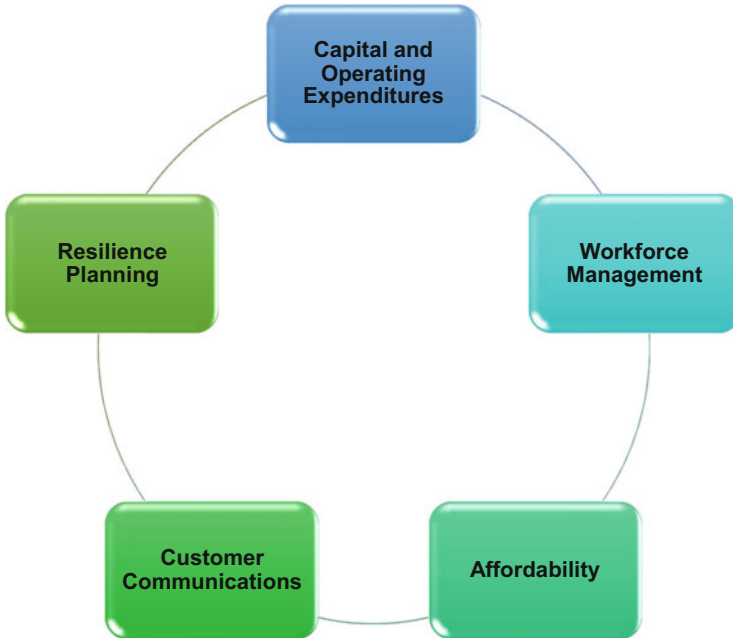 Capital and
Operating
Expenditures
Resilience
Planning
Workforce
Management
Customer
Communications
Affordability